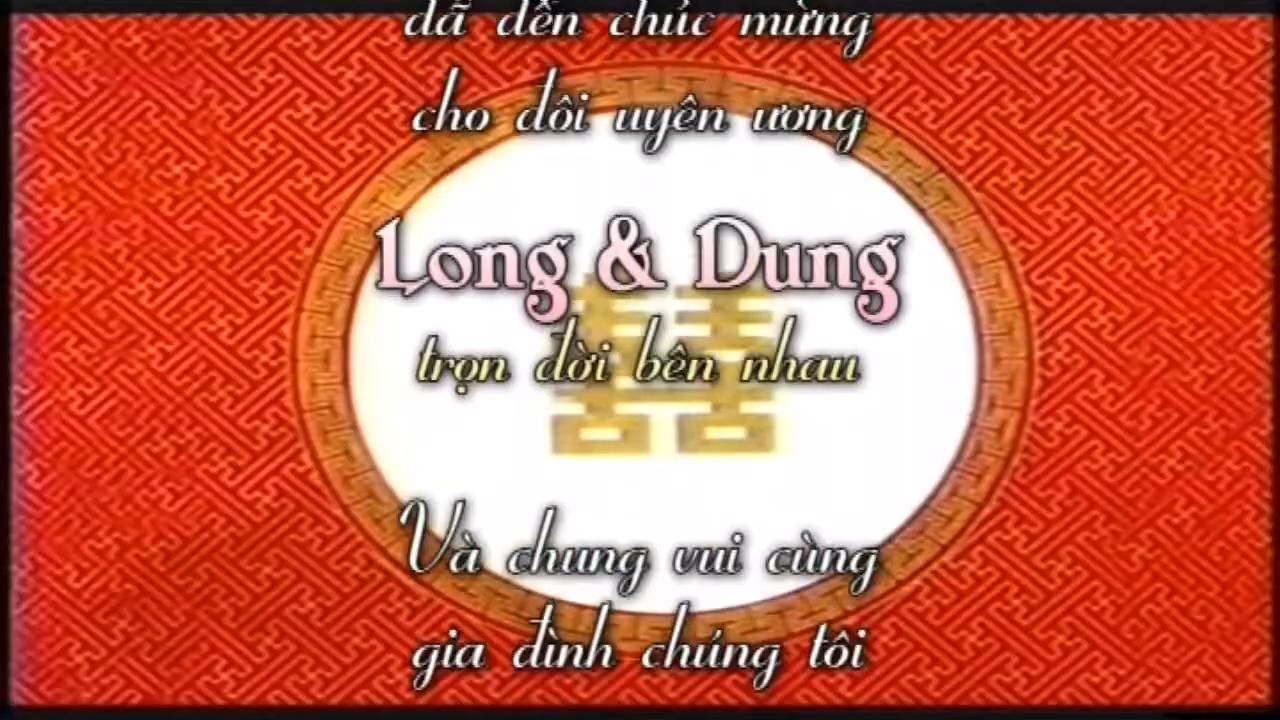 đã đến chúc mừng
cho đôi uyên ương
Long & Dung
囍
trọn đời bên nhau
Và chung vui cùng
gia đình chúng tôi